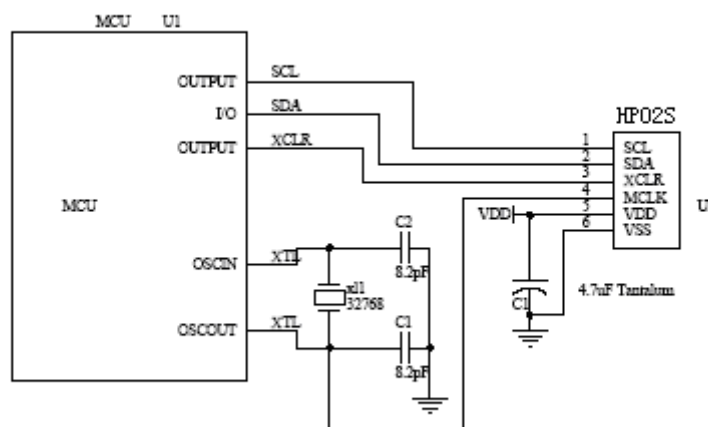 MCU U1
OUTPUT
SCL
I/O
SDA
OUTPUT
XCLR
MCU
OSCIN
XTL
OSCOUT
XTL
C2
8.2pF
xtl1
32768
C1
8.2pF
HP02S
1 SCL
2 SDA
3 XCLR
4 MCLK
5 VDD
6 VSS
U
VDD
C1
4.7uF Tantalum